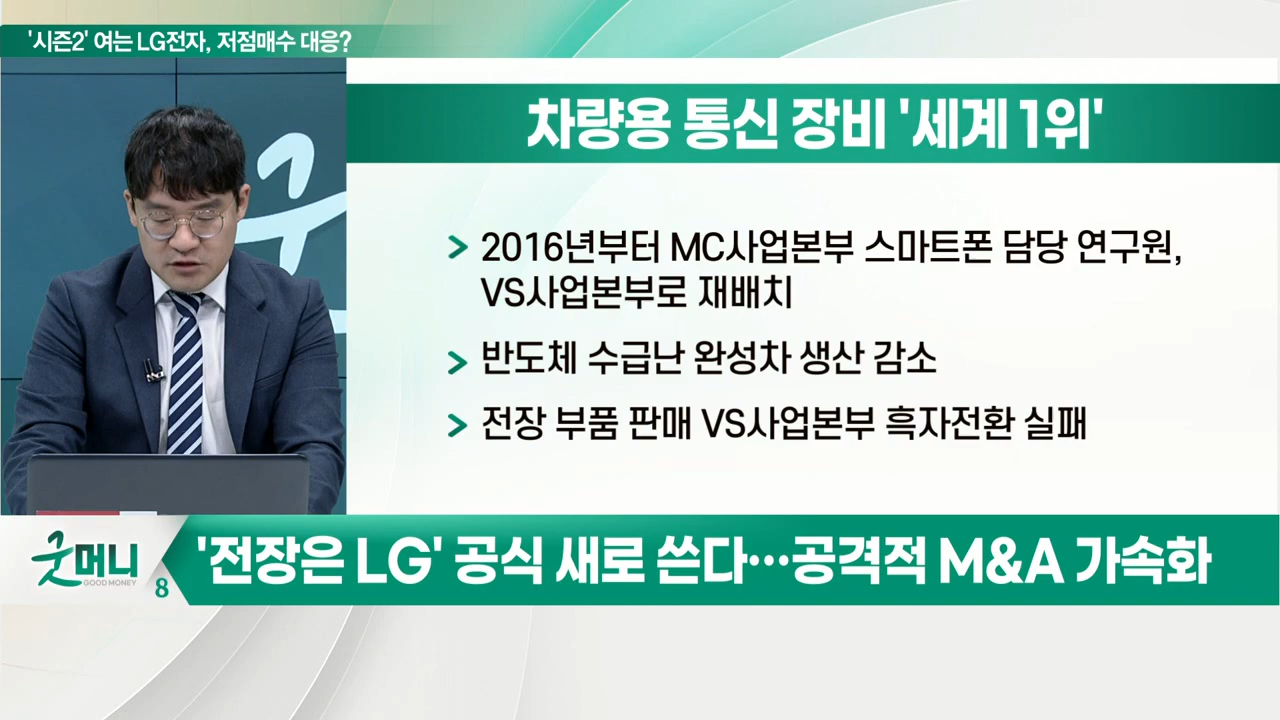 '시즌2' 여는 LG전자, 저점매수 대응?
차량용 통신 장비 '세계 1위'
> 2016년부터 MC사업본부 스마트폰 담당 연구원,
VS사업본부로 재배치
> 반도체 수급난 완성차 생산 감소
> 전장 부품 판매 VS사업본부 흑자전환 실패
굿머니
GOOD MONEY
8
'전장은 LG' 공식 새로 쓴다…공격적 M&A 가속화